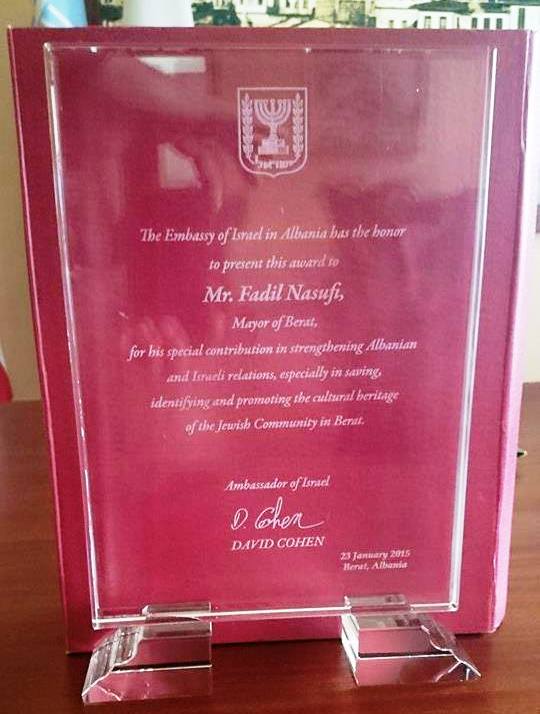 ישראל
The Embassy of Israel in Albania has the honor
to present this award to
Mr. Fadil Nasufi,
Mayor of Berat,
for his special contribution in strengthening Albanian
and Israeli relations, especially in saving,
identifying and promoting the cultural heritage
of the Jewish Community in Berat.
Ambassador of Israel
D. Cohen
DAVID COHEN
23 January 2015
Berat, Albania